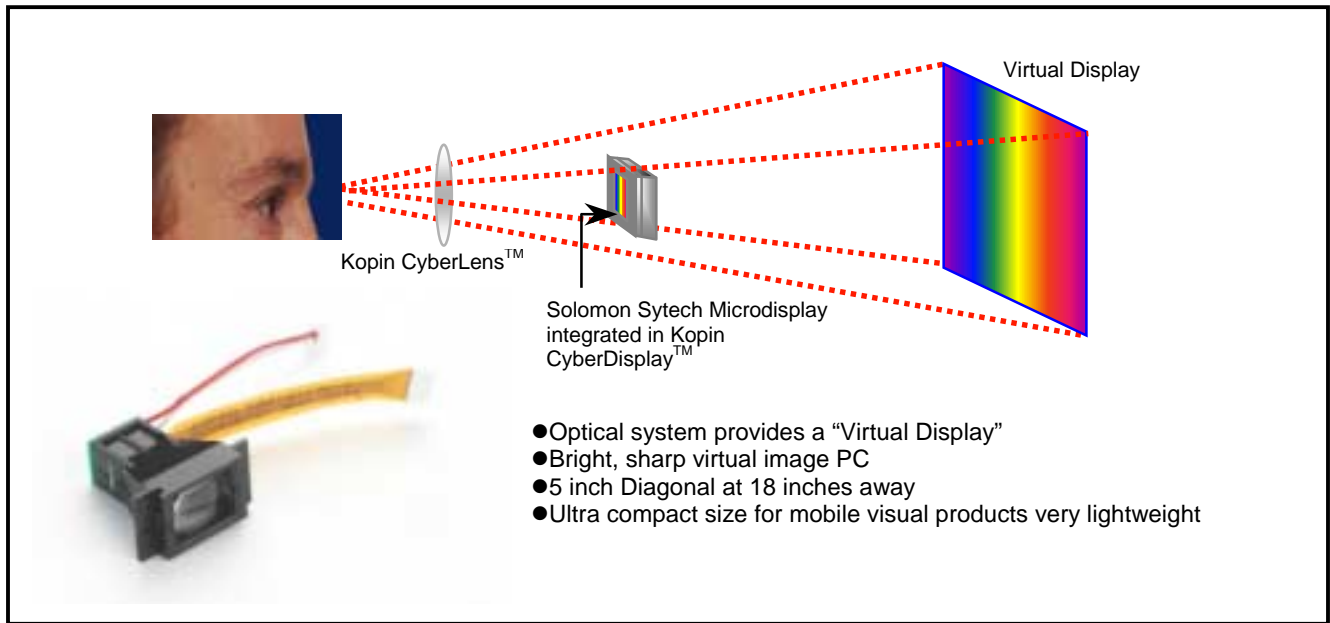 Virtual Display
Kopin CyberLens™
Solomon Sytech Microdisplay
integrated in Kopin
CyberDisplay™
●Optical system provides a “Virtual Display”
●Bright, sharp virtual image PC
●5 inch Diagonal at 18 inches away
●Ultra compact size for mobile visual products very lightweight